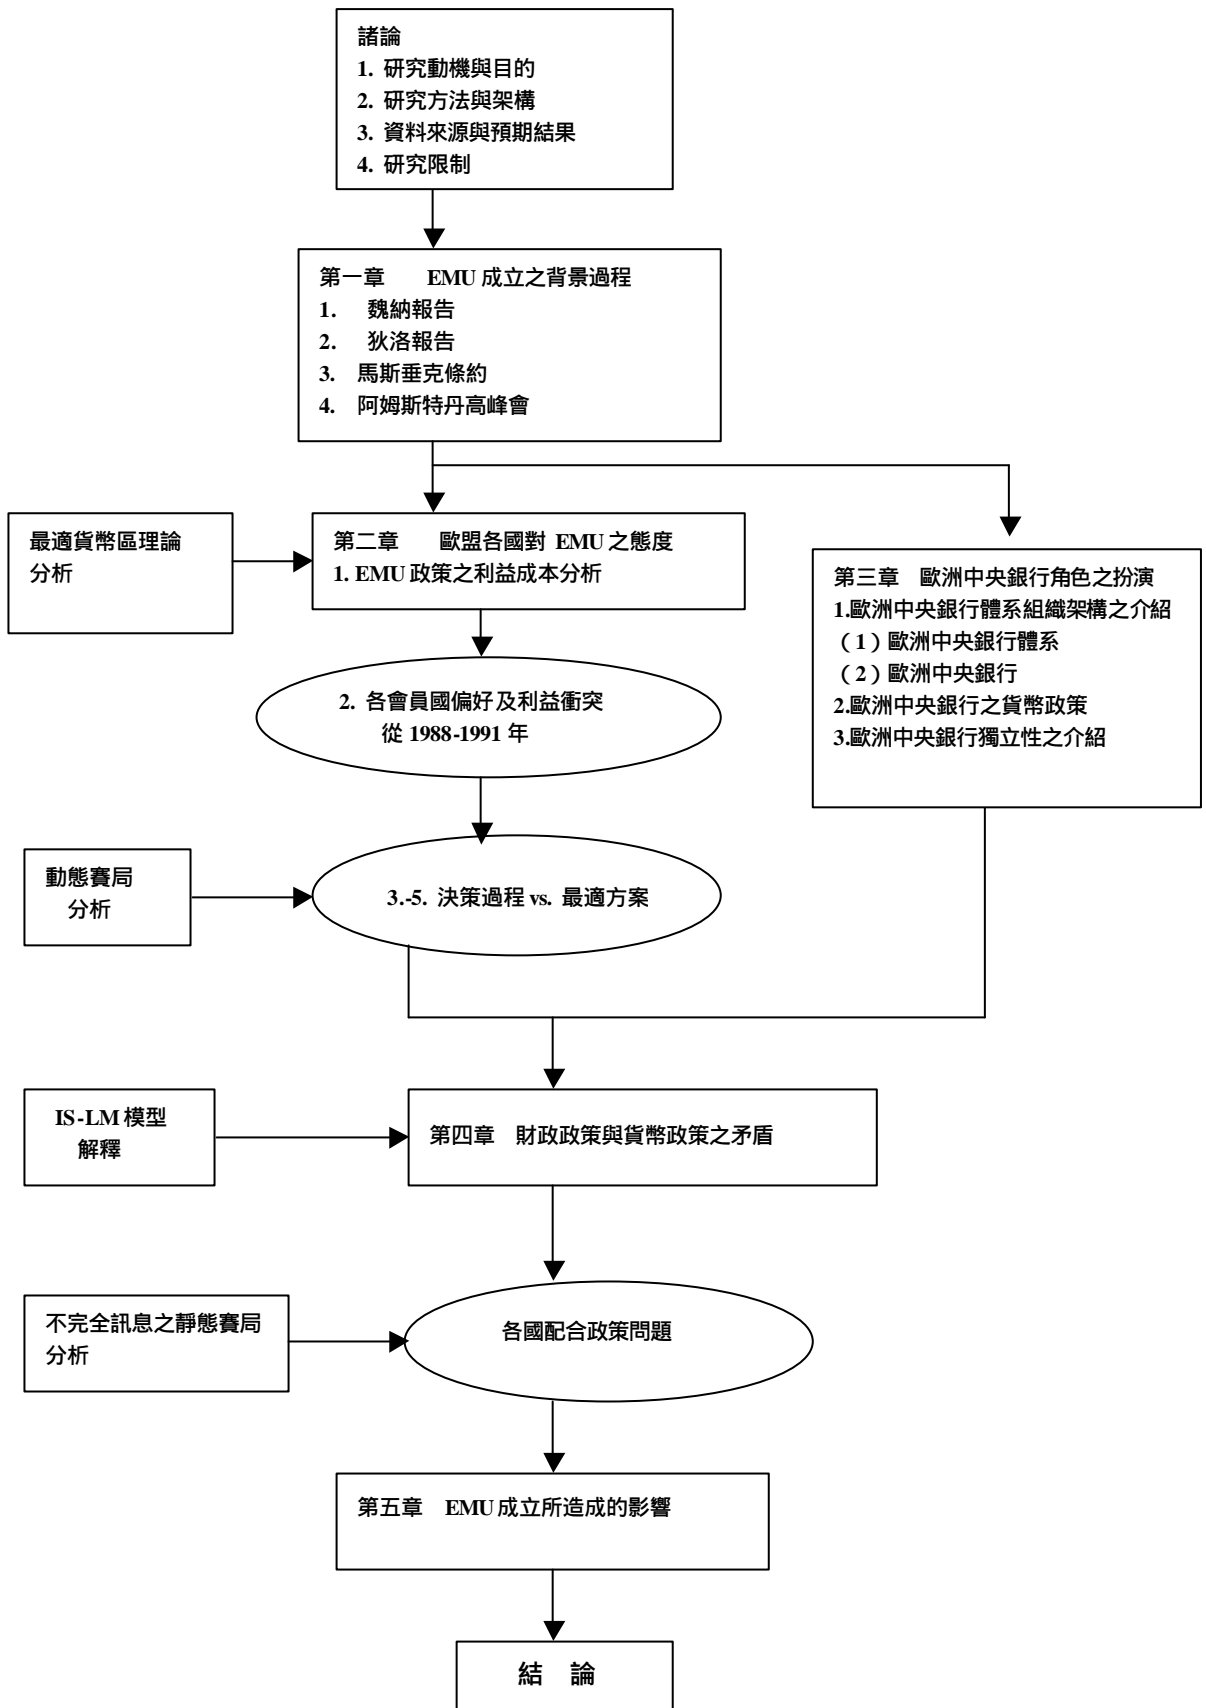 諸論
1. 研究動機與目的
2. 研究方法與架構
3. 資料來源與預期結果
4. 研究限制
第一章 EMU 成立之背景過程
1. 魏納報告
2. 狄洛報告
3. 馬斯垂克條約
4. 阿姆斯特丹高峰會
最適貨幣區理論
分析
第二章 歐盟各國對 EMU 之態度
1. EMU 政策之利益成本分析
第三章 歐洲中央銀行角色之扮演
1.歐洲中央銀行體系組織架構之介紹
（1）歐洲中央銀行體系
（2）歐洲中央銀行
2.歐洲中央銀行之貨幣政策
3.歐洲中央銀行獨立性之介紹
2. 各會員國偏好及利益衝突
從 1988-1991 年
動態賽局
分析
3.-5. 決策過程 vs. 最適方案
IS-LM 模型
解釋
第四章 財政政策與貨幣政策之矛盾
不完全訊息之靜態賽局
分析
各國配合政策問題
第五章 EMU 成立所造成的影響
結 論